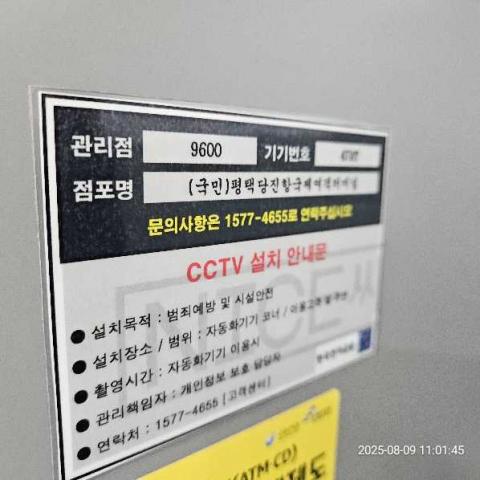 관리점 9600 기기번호
점포명 (국민)평택당진항국제여객터미널
문의사항은 1577-4655로 연락주십시오
CCTV 설치 안내문
● 설치목적 : 범죄예방 및 시설안전
● 설치장소 / 범위 : 자동화기기 코너 / 이용고객 및 부스
● 촬영시간 : 자동화기기 이용시
● 관리책임자 : 개인정보 보호 담당자
● 연락처 : 1577-4655 [고객센터]
(ATM·CD)
2025-08-09 11:01:45